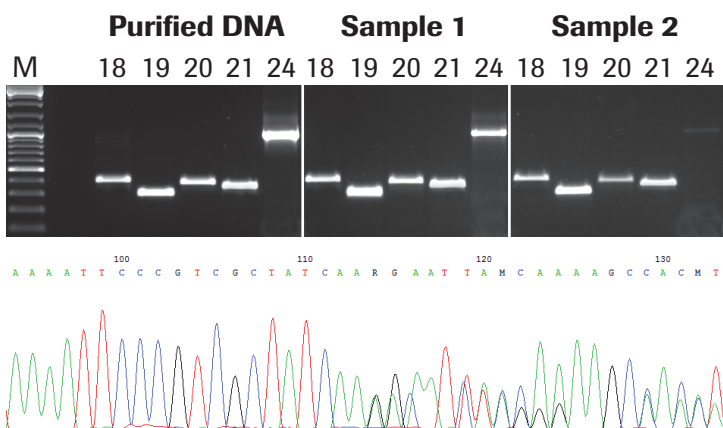 Purified DNA Sample 1 Sample 2
M 18 19 20 21 24 18 19 20 21 24 18 19 20 21 24
100 110 120 130
A A A A T T C C C G T C G C T A T C A A R G A A T T A M C A A A A G C C A C M T